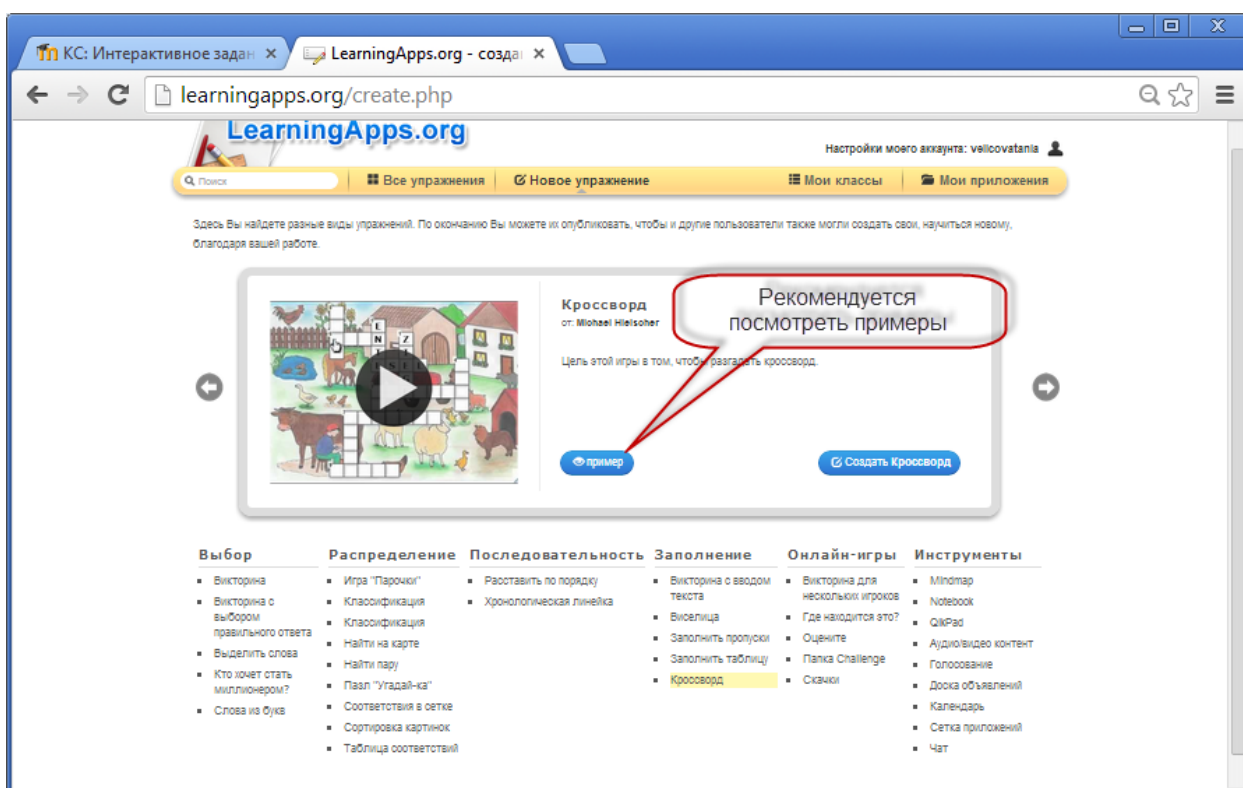 КС: Интерактивное задан
LearningApps.org - созда
learningapps.org/create.php
LearningApps.org
Настройки моего аккаунта: velicovatania
Поиск
Все упражнения
Новое упражнение
Мои классы
Мои приложения
Здесь Вы найдете разные виды упражнений. По окончанию Вы можете их опубликовать, чтобы и другие пользователи также могли создать свои, научиться новому,
благодаря вашей работе.
Кроссворд
от: Michael Hielscher
Рекомендуется
посмотреть примеры
Цель этой игры в том, чтобы разгадать кроссворд.
пример
Создать Кроссворд
Выбор
Викторина
Викторина с
выбором
правильного ответа
Выделить слова
Кто хочет стать
миллионером?
Слова из букв
Распределение
Игра "Парочки"
Классификация
Классификация
Найти на карте
Найти пару
Пазл "Угадай-ка"
Соответствия в сетке
Сортировка картинок
Таблица соответствий
Последовательность
Расставить по порядку
Хронологическая линейка
Заполнение
Викторина с вводом
текста
Виселица
Заполнить пропуски
Заполнить таблицу
Кроссворд
Онлайн-игры
Викторина для
нескольких игроков
Где находится это?
Оцените
Папка Challenge
Скачки
Инструменты
Mindmap
Notebook
QikPad
Аудио/видео контент
Голосование
Доска объявлений
Календарь
Сетка приложений
Чат